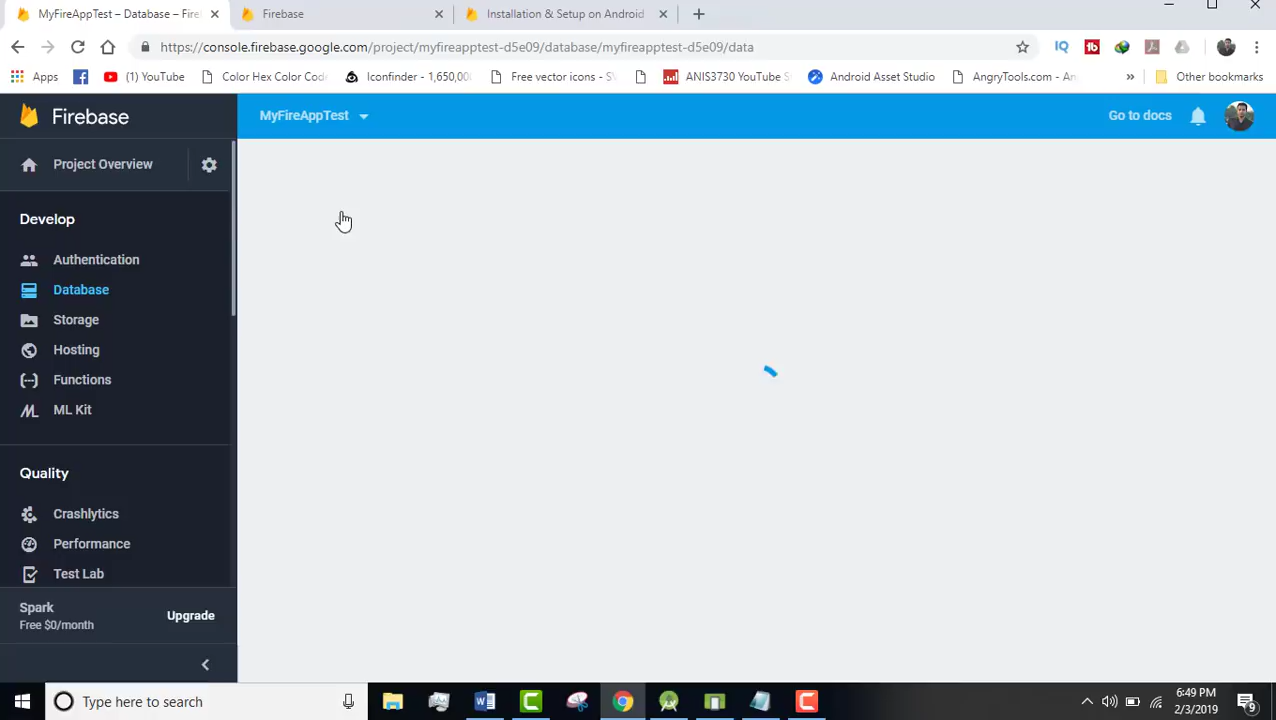 MyFireAppTest – Database – Fire
Firebase
Installation & Setup on Android
https://console.firebase.google.com/project/myfireapptest-d5e09/database/myfireapptest-d5e09/data
Apps
(1) YouTube
Color Hex Color Code
Iconfinder - 1,650,00
Free vector icons - SV
ANIS3730 YouTube S
Android Asset Studio
AngryTools.com - An
»
Other bookmarks
Firebase
MyFireAppTest
Go to docs
Project Overview
Develop
Authentication
Database
Storage
Hosting
Functions
ML Kit
Quality
Crashlytics
Performance
Test Lab
Spark
Free $0/month
Upgrade
Type here to search
6:49 PM
2/3/2019
9